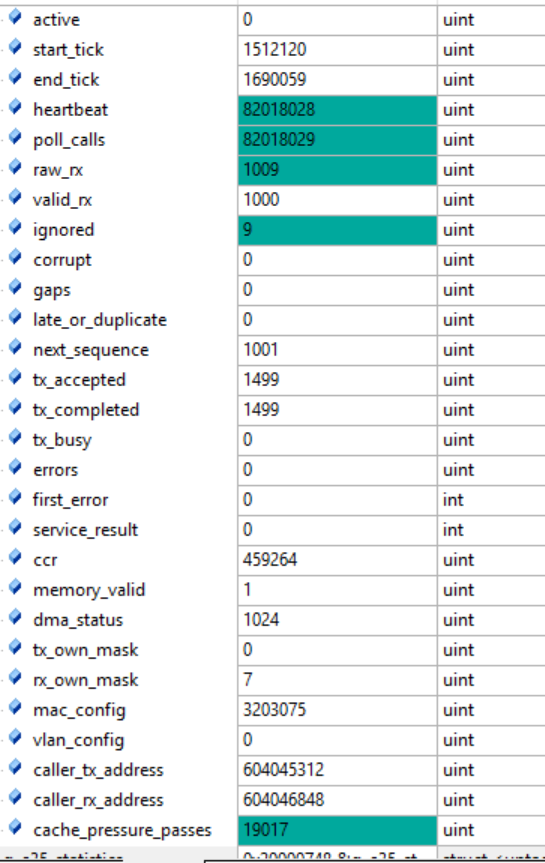 active 0 uint
start_tick 1512120 uint
end_tick 1690059 uint
heartbeat 82018028 uint
poll_calls 82018029 uint
raw_rx 1009 uint
valid_rx 1000 uint
ignored 9 uint
corrupt 0 uint
gaps 0 uint
late_or_duplicate 0 uint
next_sequence 1001 uint
tx_accepted 1499 uint
tx_completed 1499 uint
tx_busy 0 uint
errors 0 uint
first_error 0 int
service_result 0 int
ccr 459264 uint
memory_valid 1 uint
dma_status 1024 uint
tx_own_mask 0 uint
rx_own_mask 7 uint
mac_config 3203075 uint
vlan_config 0 uint
caller_tx_address 604045312 uint
caller_rx_address 604046848 uint
cache_pressure_passes 19017 uint